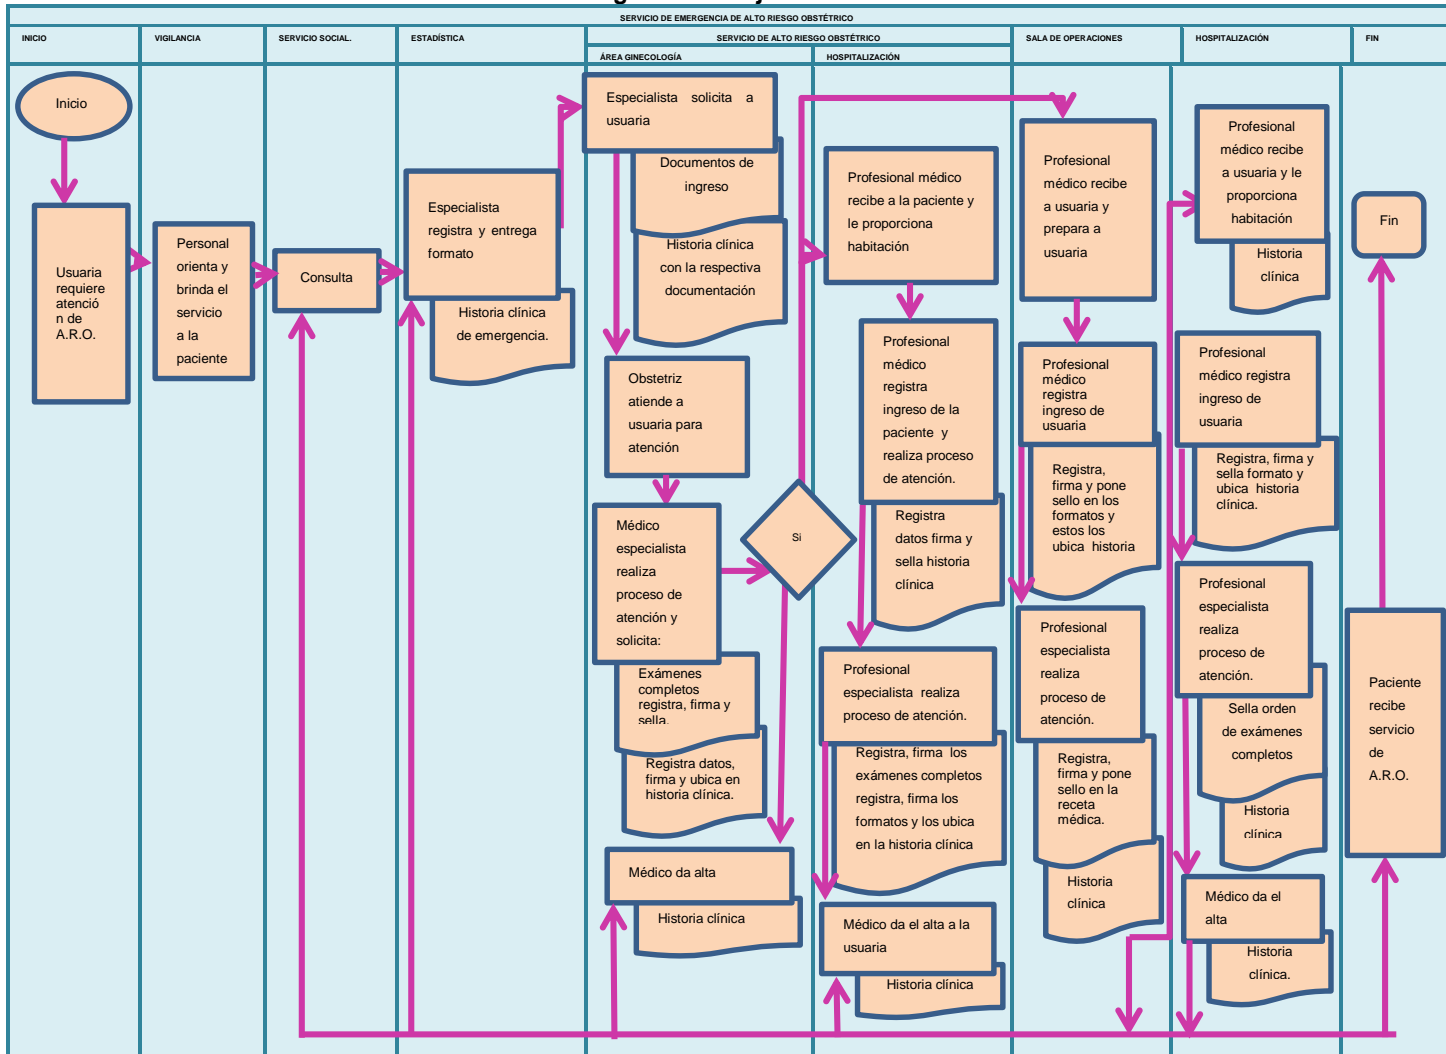 SERVICIO DE EMERGENCIA DE ALTO RIESGO OBSTÉTRICO
INICIO
VIGILANCIA
SERVICIO SOCIAL.
ESTADÍSTICA
SERVICIO DE ALTO RIESGO OBSTÉTRICO
SALA DE OPERACIONES
HOSPITALIZACIÓN
FIN
ÁREA GINECOLOGÍA
HOSPITALIZACIÓN
Inicio
Usuaria
requiere
atenció
n de
A.R.O.
Personal
orienta y
brinda el
servicio
a la
paciente
Consulta
Especialista
registra y entrega
formato
Historia clínica
de emergencia.
Especialista solicita a
usuaria
Documentos de
ingreso
Historia clínica
con la respectiva
documentación
Obstetriz
atiende a
usuaria para
atención
Médico
especialista
realiza
proceso de
atención y
solicita:
Exámenes
completos
registra, firma y
sella.
Registra datos,
firma y ubica en
historia clínica.
Médico da alta
Historia clínica
Si
Profesional médico
recibe a la paciente y
le proporciona
habitación
Profesional
médico
registra
ingreso de la
paciente y
realiza proceso
de atención.
Registra
datos firma y
sella historia
clínica
Profesional
especialista realiza
proceso de atención.
Registra, firma los
exámenes completos
registra, firma los
formatos y los ubica
en la historia clínica
Médico da el alta a la
usuaria
Historia clínica
Profesional
médico recibe
a usuaria y
prepara a
usuaria
Profesional
médico
registra
ingreso de
usuaria
Registra,
firma y pone
sello en los
formatos y
estos los
ubica historia
Profesional
especialista
realiza
proceso de
atención.
Registra,
firma y pone
sello en la
receta
médica.
Historia
clínica
Profesional
médico recibe
a usuaria y le
proporciona
habitación
Historia
clínica
Profesional
médico registra
ingreso de
usuaria
Registra, firma y
sella formato y
ubica historia
clínica.
Profesional
especialista
realiza
proceso de
atención.
Sella orden
de exámenes
completos
Historia
clínica
Médico da el
alta
Historia
clínica.
Fin
Paciente
recibe
servicio
de
A.R.O.